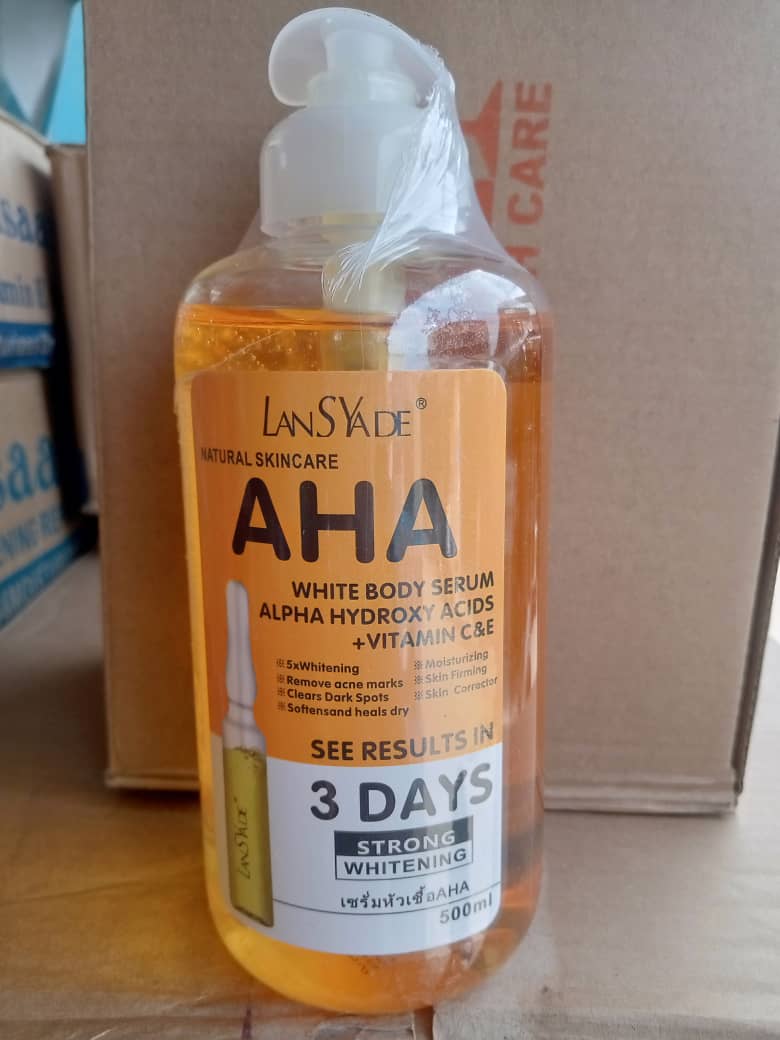 LANSYADE®
NATURAL SKINCARE
AHA
WHITE BODY SERUM
ALPHA HYDROXY ACIDS
+VITAMIN C&E
※5xWhitening
※Remove acne marks
※Clears Dark Spots
※Softensand heals dry
※Moisturizing
※Skin Firming
※Skin Corrector
SEE RESULTS IN
3 DAYS
STRONG
WHITENING
เซรั่มหัวเชื้อAHA
500ml
LANSYADE®
CARE